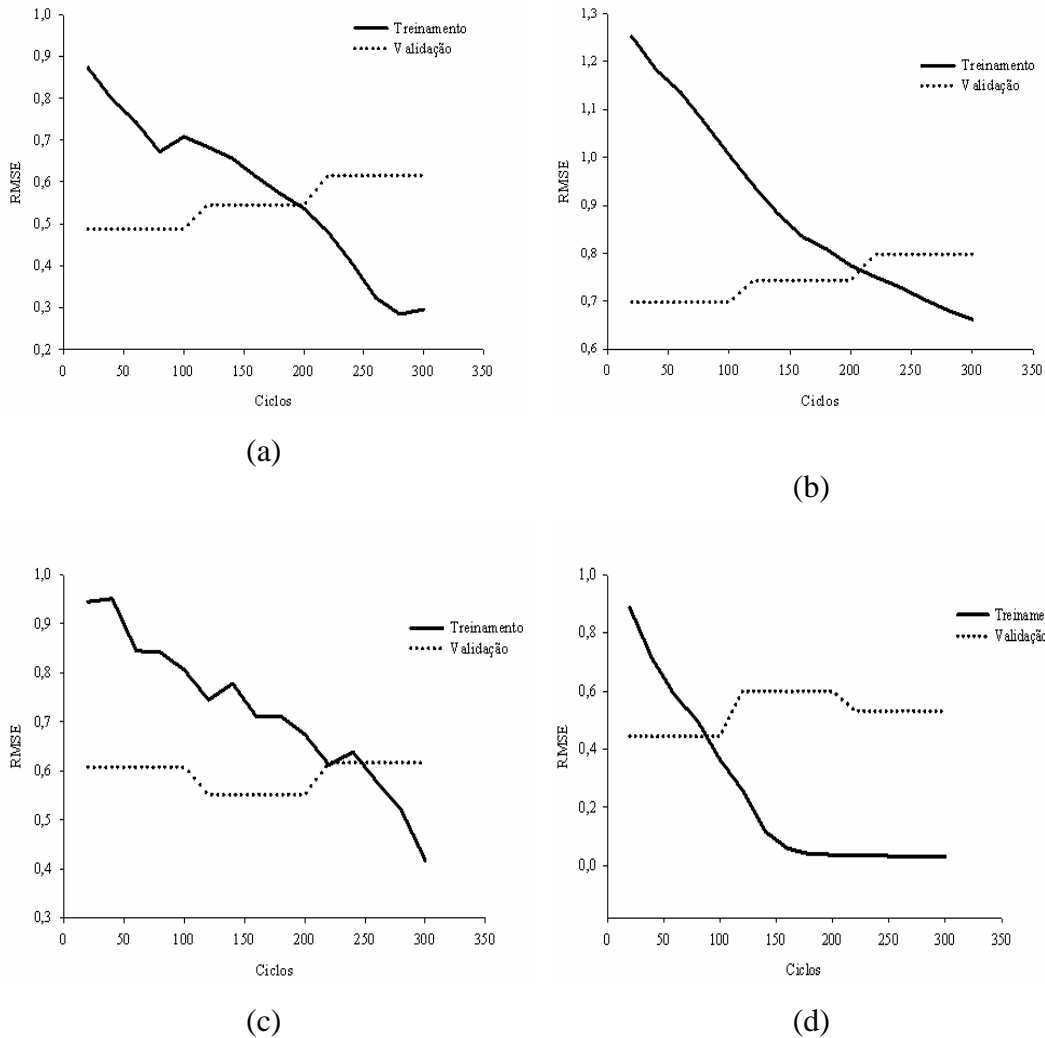 1,0
0,9
0,8
0,7
0,6
0,5
0,4
0,3
0,2
RMSE
0 50 100 150 200 250 300 350
Ciclos
Treinamento
Validação
(a)
1,3
1,2
1,1
1,0
0,9
0,8
0,7
0,6
RMSE
0 50 100 150 200 250 300 350
Ciclos
Treinamento
Validação
(b)
1,0
0,9
0,8
0,7
0,6
0,5
0,4
0,3
RMSE
0 50 100 150 200 250 300 350
Ciclos
Treinamento
Validação
(c)
1,0
0,8
0,6
0,4
0,2
0,0
RMSE
0 50 100 150 200 250 300 350
Ciclos
Treiname
Validação
(d)